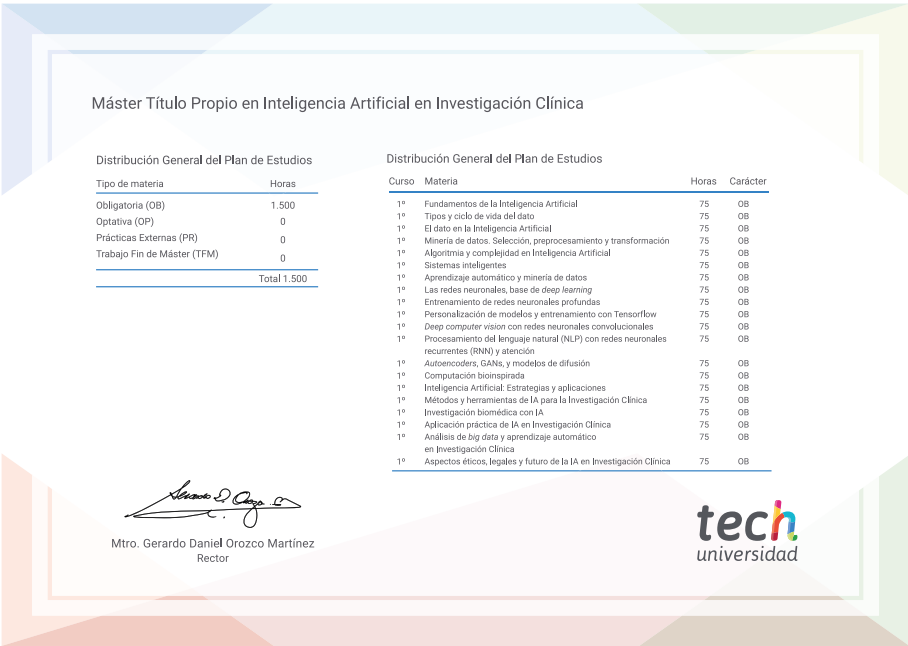 Máster Título Propio en Inteligencia Artificial en Investigación Clínica
Distribución General del Plan de Estudios
Tipo de materia Horas
Obligatoria (OB) 1.500
Optativa (OP) 0
Prácticas Externas (PR) 0
Trabajo Fin de Máster (TFM) 0
Total 1.500
Distribución General del Plan de Estudios
Curso Materia Horas Carácter
1º Fundamentos de la Inteligencia Artificial 75 OB
1º Tipos y ciclo de vida del dato 75 OB
1º El dato en la Inteligencia Artificial 75 OB
1º Minería de datos. Selección, preprocesamiento y transformación 75 OB
1º Algoritmia y complejidad en Inteligencia Artificial 75 OB
1º Sistemas inteligentes 75 OB
1º Aprendizaje automático y minería de datos 75 OB
1º Las redes neuronales, base de deep learning 75 OB
1º Entrenamiento de redes neuronales profundas 75 OB
1º Personalización de modelos y entrenamiento con Tensorflow 75 OB
1º Deep computer vision con redes neuronales convolucionales 75 OB
1º Procesamiento del lenguaje natural (NLP) con redes neuronales 75 OB
recurrentes (RNN) y atención
1º Autoencoders, GANs, y modelos de difusión 75 OB
1º Computación bioinspirada 75 OB
1º Inteligencia Artificial: Estrategias y aplicaciones 75 OB
1º Métodos y herramientas de IA para la Investigación Clínica 75 OB
1º Investigación biomédica con IA 75 OB
1º Aplicación práctica de IA en Investigación Clínica 75 OB
1º Análisis de big data y aprendizaje automático 75 OB
en Investigación Clínica
1º Aspectos éticos, legales y futuro de la IA en Investigación Clínica 75 OB
Mtro. Gerardo Daniel Orozco Martínez
Rector
tech
universidad